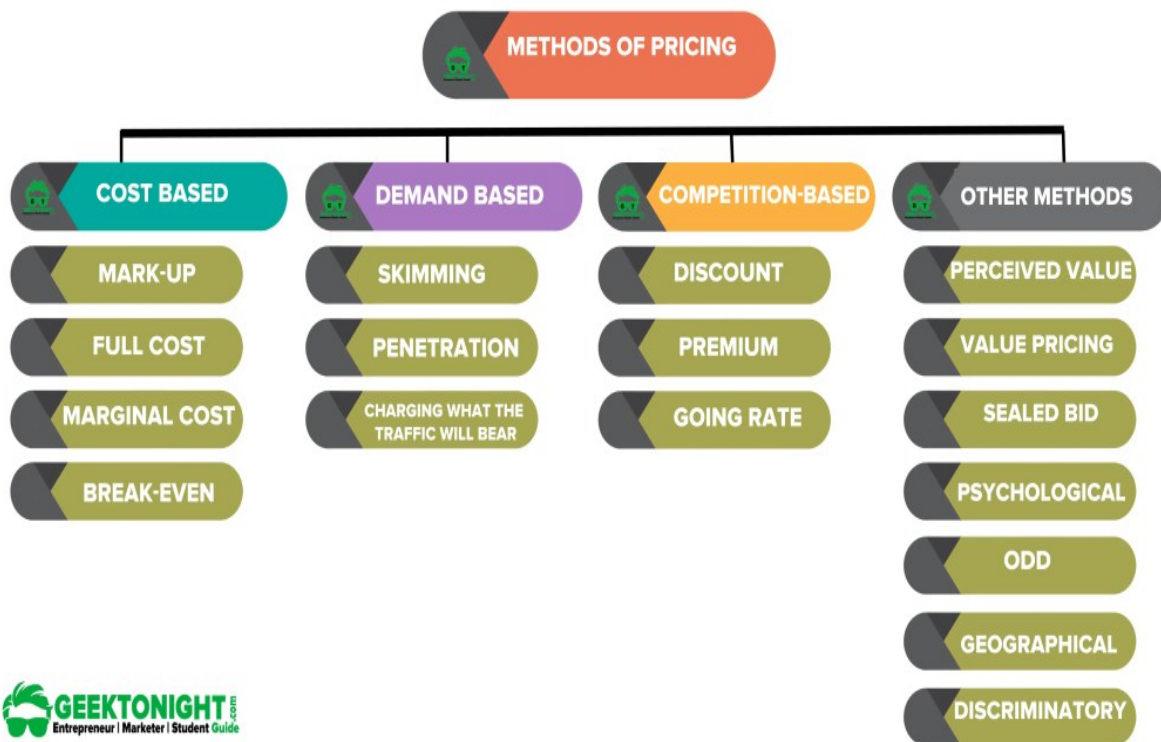 METHODS OF PRICING
COST BASED
MARK-UP
FULL COST
MARGINAL COST
BREAK-EVEN
DEMAND BASED
SKIMMING
PENETRATION
CHARGING WHAT THE
TRAFFIC WILL BEAR
COMPETITION-BASED
DISCOUNT
PREMIUM
GOING RATE
OTHER METHODS
PERCEIVED VALUE
VALUE PRICING
SEALED BID
PSYCHOLOGICAL
ODD
GEOGRAPHICAL
DISCRIMINATORY
GEEKTONIGHT.com
Entrepreneur | Marketer | Student Guide